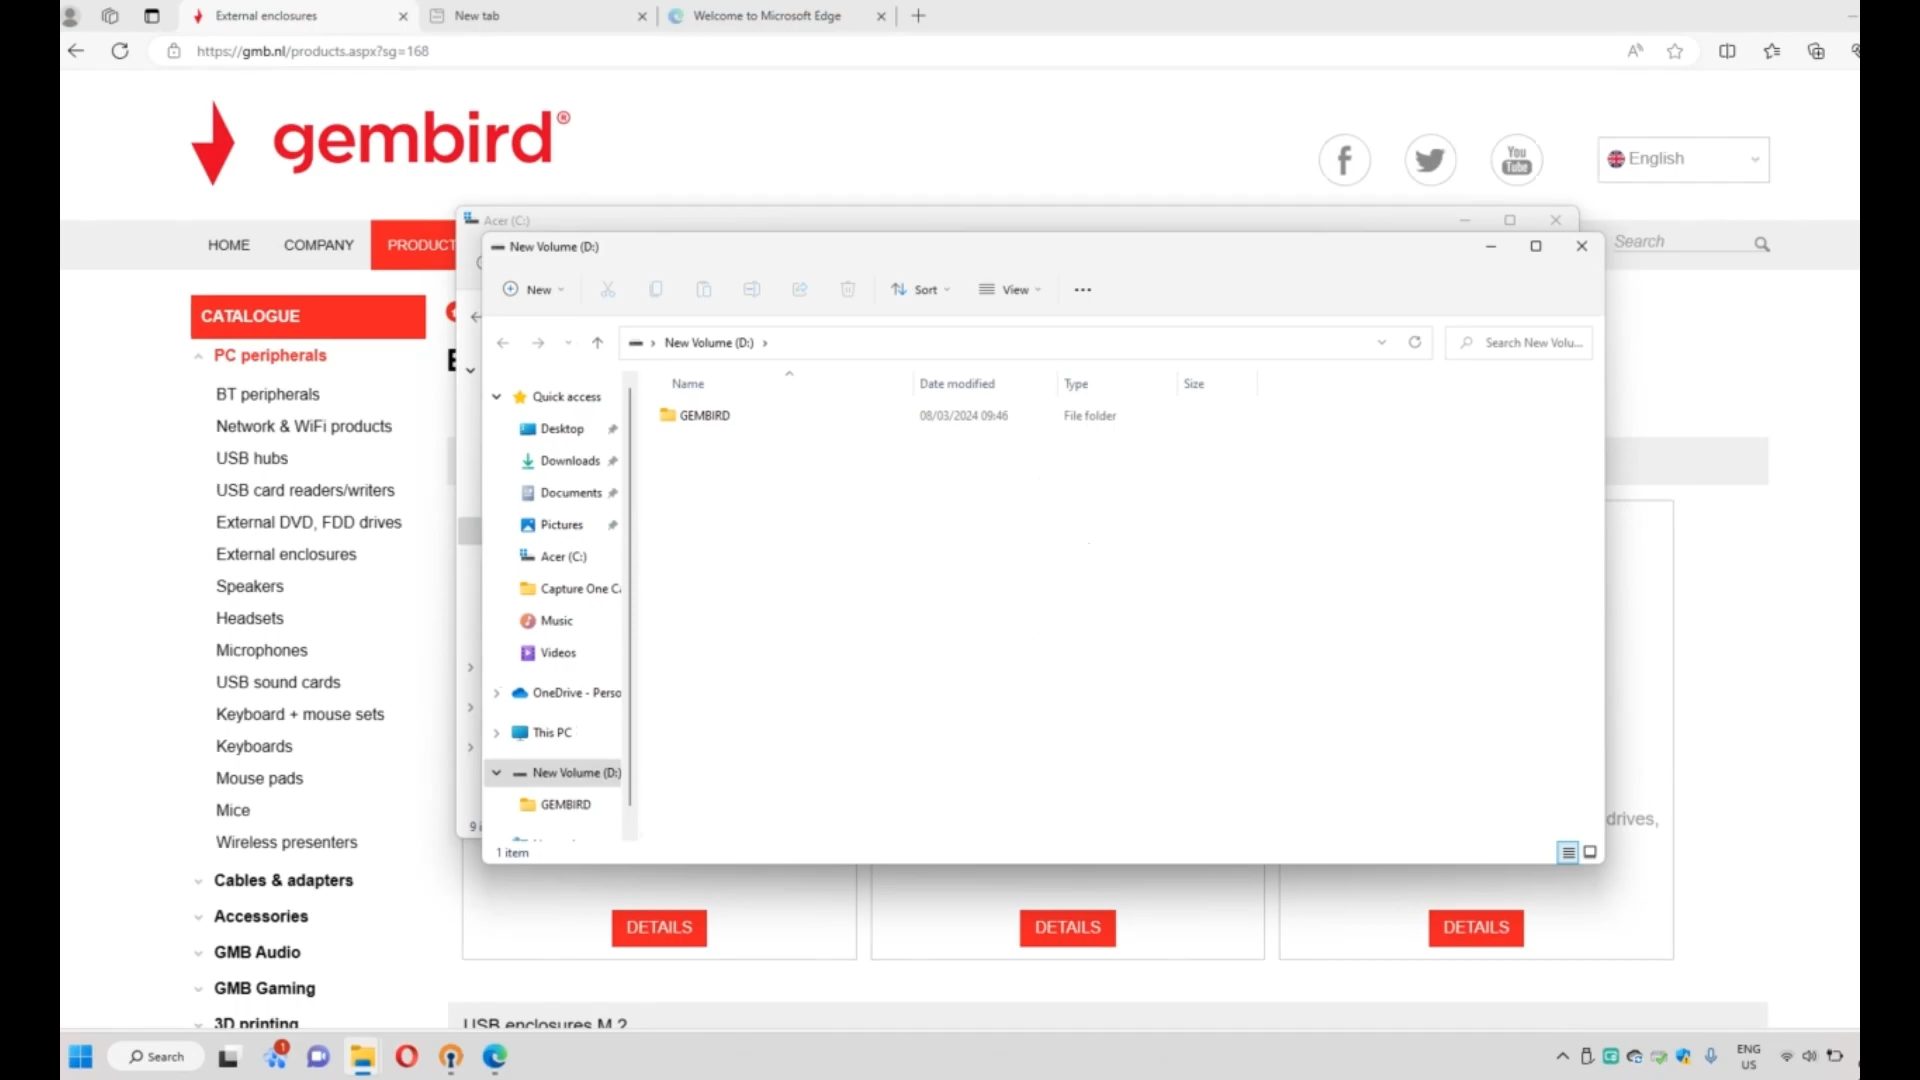 External enclosures
New tab
Welcome to Microsoft Edge
https://gmb.nl/products.aspx?sg=168
gembird®
You
Tube
English
HOME
COMPANY
PRODUCT
Search
Acer (C:)
New Volume (D:)
New
Sort
View
New Volume (D:)
Search New Volu...
CATALOGUE
PC peripherals
BT peripherals
Network & WiFi products
USB hubs
USB card readers/writers
External DVD, FDD drives
External enclosures
Speakers
Headsets
Microphones
USB sound cards
Keyboard + mouse sets
Keyboards
Mouse pads
Mice
Wireless presenters
Cables & adapters
Accessories
GMB Audio
GMB Gaming
3D printing
Quick access
Desktop
Downloads
Documents
Pictures
Acer (C:)
Capture One Ca
Music
Videos
OneDrive - Perso
This PC
New Volume (D:)
GEMBIRD
1 item
Name
Date modified
Type
Size
GEMBIRD
08/03/2024 09:46
File folder
drives,
DETAILS
DETAILS
DETAILS
USB enclosures M.2
1
Search
ENG
US